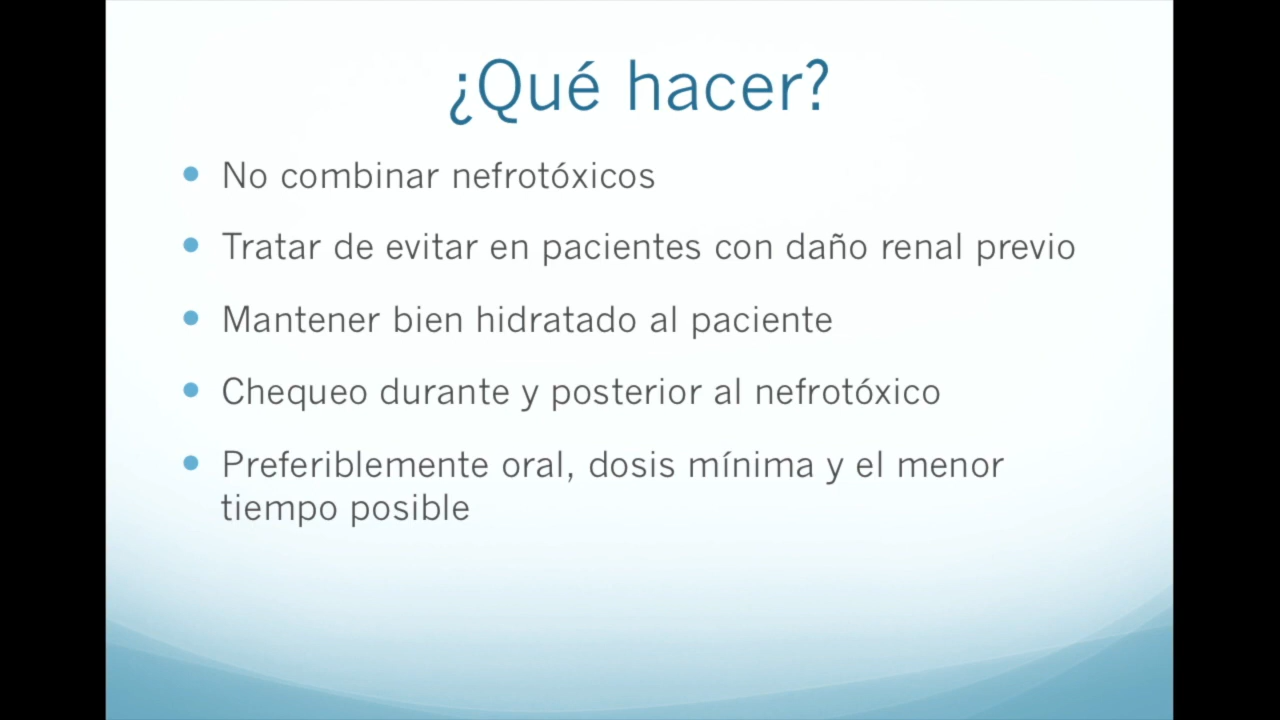 ¿Qué hacer?
No combinar nefrotóxicos
Tratar de evitar en pacientes con daño renal previo
Mantener bien hidratado al paciente
Chequeo durante y posterior al nefrotóxico
Preferiblemente oral, dosis mínima y el menor
tiempo posible